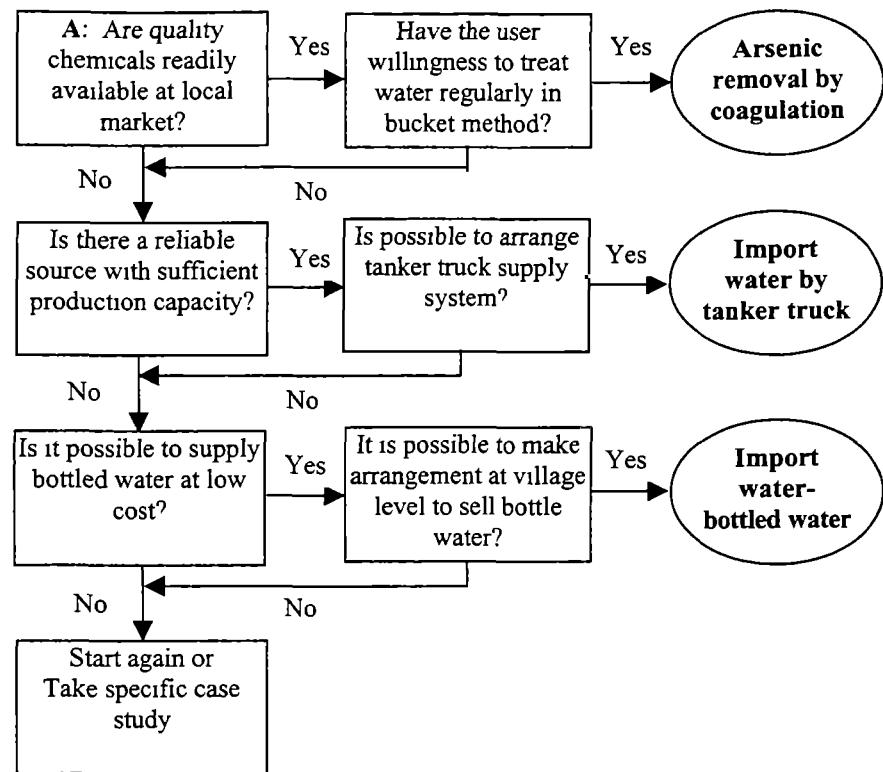 A: Are quality
chemicals readily
available at local
market?
Yes
Have the user
willingness to treat
water regularly in
bucket method?
Yes
Arsenic
removal by
coagulation
No
No
Is there a reliable
source with sufficient
production capacity?
Yes
Is possible to arrange
tanker truck supply
system?
Yes
Import
water by
tanker truck
No
No
Is it possible to supply
bottled water at low
cost?
Yes
It is possible to make
arrangement at village
level to sell bottle
water?
Yes
Import
water-
bottled water
No
No
Start again or
Take specific case
study